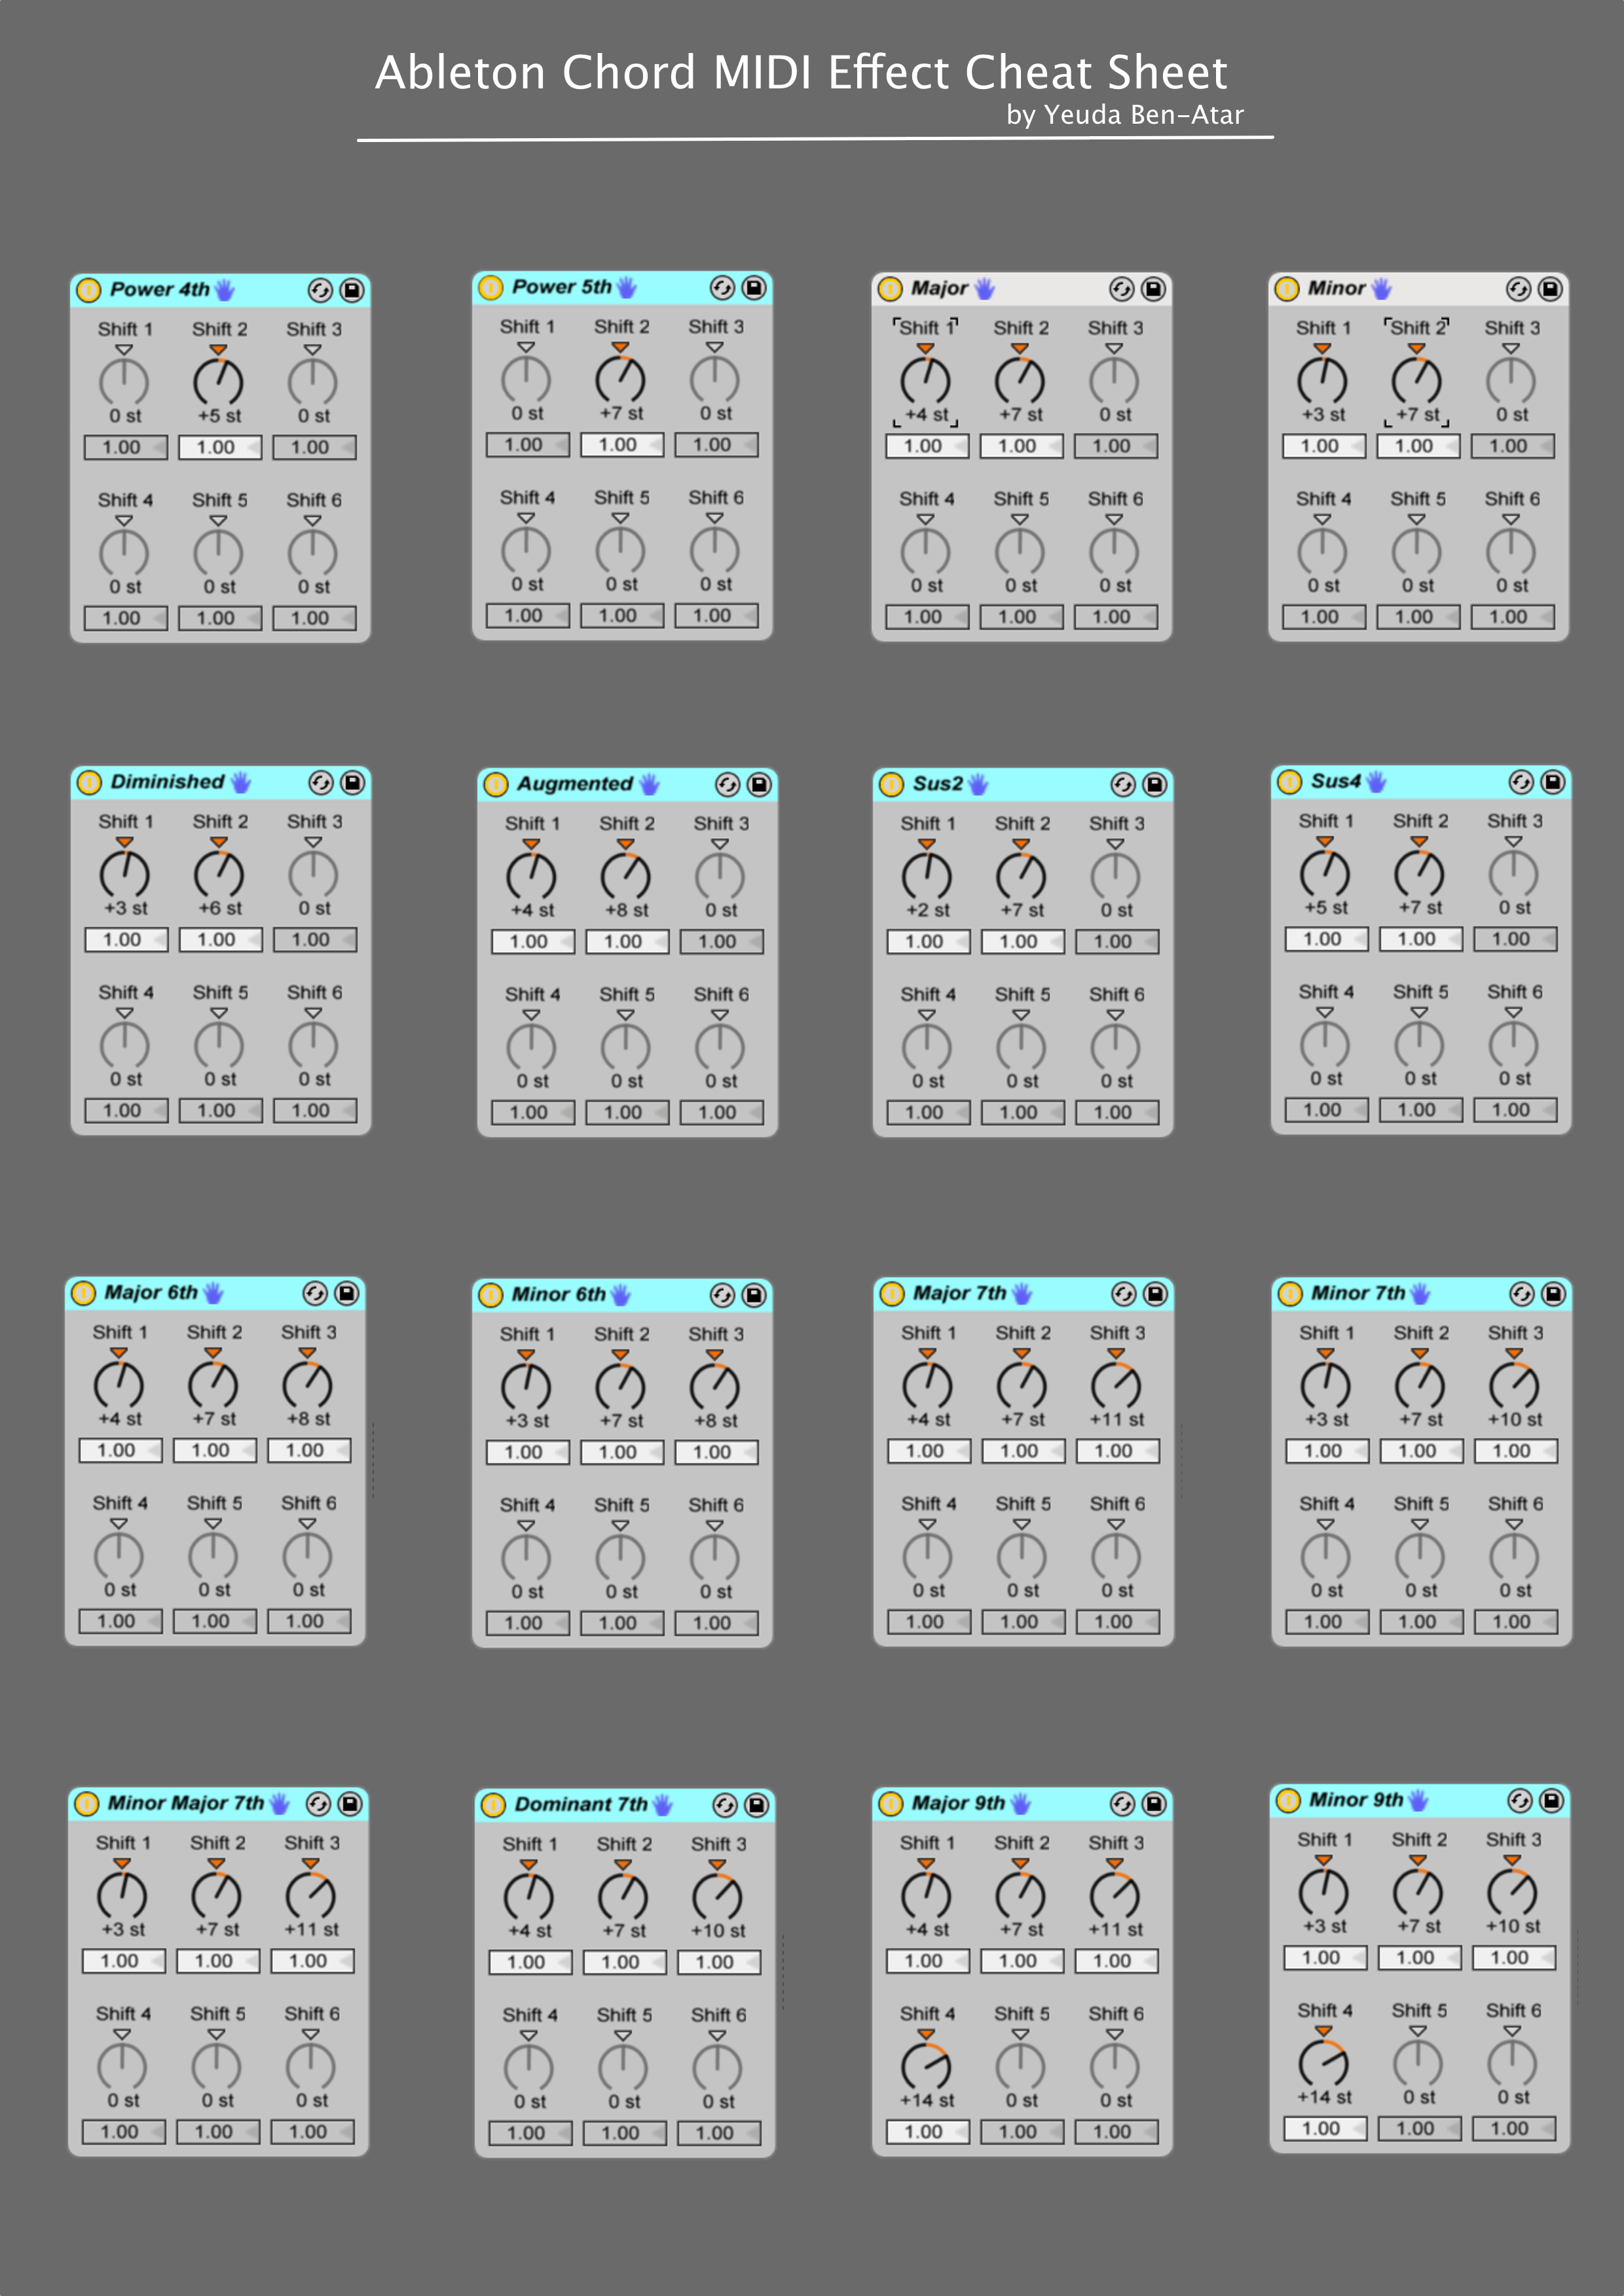 Ableton Chord MIDI Effect Cheat Sheet
by Yeuda Ben-Atar
Power 4th
Shift 1 Shift 2 Shift 3
0 st +5 st 0 st
1.00 1.00 1.00
Shift 4 Shift 5 Shift 6
0 st 0 st 0 st
1.00 1.00 1.00
Power 5th
Shift 1 Shift 2 Shift 3
0 st +7 st 0 st
1.00 1.00 1.00
Shift 4 Shift 5 Shift 6
0 st 0 st 0 st
1.00 1.00 1.00
Major
Shift 1 Shift 2 Shift 3
+4 st +7 st 0 st
1.00 1.00 1.00
Shift 4 Shift 5 Shift 6
0 st 0 st 0 st
1.00 1.00 1.00
Minor
Shift 1 Shift 2 Shift 3
+3 st +7 st 0 st
1.00 1.00 1.00
Shift 4 Shift 5 Shift 6
0 st 0 st 0 st
1.00 1.00 1.00
Diminished
Shift 1 Shift 2 Shift 3
+3 st +6 st 0 st
1.00 1.00 1.00
Shift 4 Shift 5 Shift 6
0 st 0 st 0 st
1.00 1.00 1.00
Augmented
Shift 1 Shift 2 Shift 3
+4 st +8 st 0 st
1.00 1.00 1.00
Shift 4 Shift 5 Shift 6
0 st 0 st 0 st
1.00 1.00 1.00
Sus2
Shift 1 Shift 2 Shift 3
+2 st +7 st 0 st
1.00 1.00 1.00
Shift 4 Shift 5 Shift 6
0 st 0 st 0 st
1.00 1.00 1.00
Sus4
Shift 1 Shift 2 Shift 3
+5 st +7 st 0 st
1.00 1.00 1.00
Shift 4 Shift 5 Shift 6
0 st 0 st 0 st
1.00 1.00 1.00
Major 6th
Shift 1 Shift 2 Shift 3
+4 st +7 st +8 st
1.00 1.00 1.00
Shift 4 Shift 5 Shift 6
0 st 0 st 0 st
1.00 1.00 1.00
Minor 6th
Shift 1 Shift 2 Shift 3
+3 st +7 st +8 st
1.00 1.00 1.00
Shift 4 Shift 5 Shift 6
0 st 0 st 0 st
1.00 1.00 1.00
Major 7th
Shift 1 Shift 2 Shift 3
+4 st +7 st +11 st
1.00 1.00 1.00
Shift 4 Shift 5 Shift 6
0 st 0 st 0 st
1.00 1.00 1.00
Minor 7th
Shift 1 Shift 2 Shift 3
+3 st +7 st +10 st
1.00 1.00 1.00
Shift 4 Shift 5 Shift 6
0 st 0 st 0 st
1.00 1.00 1.00
Minor Major 7th
Shift 1 Shift 2 Shift 3
+3 st +7 st +11 st
1.00 1.00 1.00
Shift 4 Shift 5 Shift 6
0 st 0 st 0 st
1.00 1.00 1.00
Dominant 7th
Shift 1 Shift 2 Shift 3
+4 st +7 st +10 st
1.00 1.00 1.00
Shift 4 Shift 5 Shift 6
0 st 0 st 0 st
1.00 1.00 1.00
Major 9th
Shift 1 Shift 2 Shift 3
+4 st +7 st +11 st
1.00 1.00 1.00
Shift 4 Shift 5 Shift 6
+14 st 0 st 0 st
1.00 1.00 1.00
Minor 9th
Shift 1 Shift 2 Shift 3
+3 st +7 st +10 st
1.00 1.00 1.00
Shift 4 Shift 5 Shift 6
+14 st 0 st 0 st
1.00 1.00 1.00